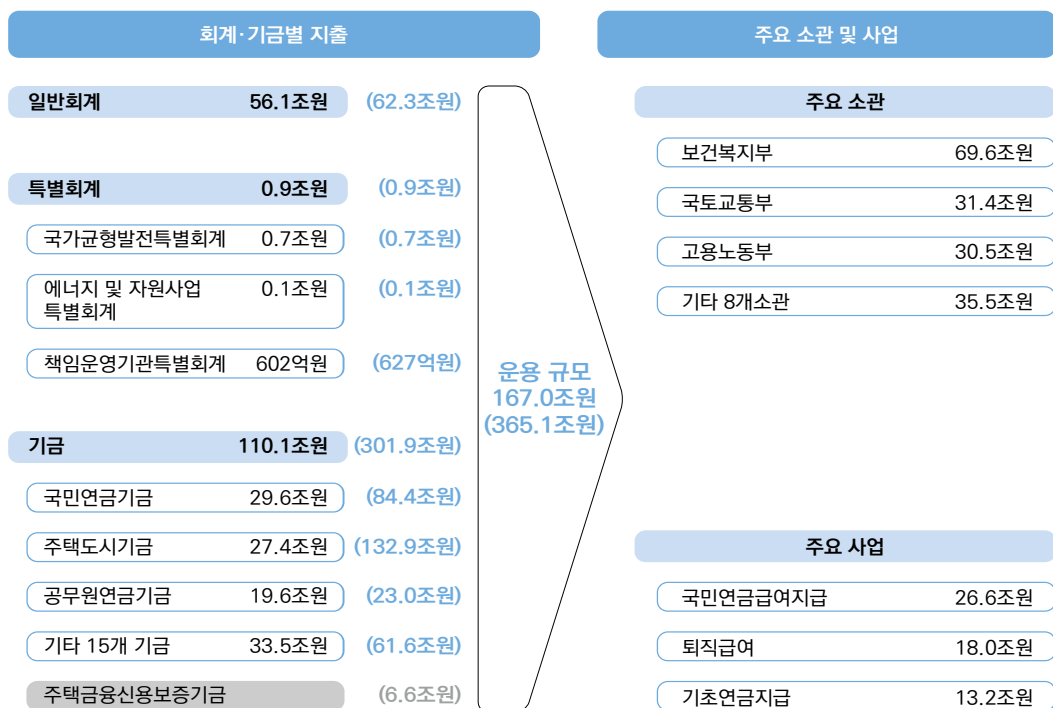 회계·기금별 지출
일반회계 56.1조원 (62.3조원)
특별회계 0.9조원 (0.9조원)
국가균형발전특별회계 0.7조원 (0.7조원)
에너지 및 자원사업 0.1조원 (0.1조원)
특별회계
책임운영기관특별회계 602억원 (627억원)
기금 110.1조원 (301.9조원)
국민연금기금 29.6조원 (84.4조원)
주택도시기금 27.4조원 (132.9조원)
공무원연금기금 19.6조원 (23.0조원)
기타 15개 기금 33.5조원 (61.6조원)
주택금융신용보증기금 (6.6조원)
운용 규모
167.0조원
(365.1조원)
주요 소관 및 사업
주요 소관
보건복지부 69.6조원
국토교통부 31.4조원
고용노동부 30.5조원
기타 8개소관 35.5조원
주요 사업
국민연금급여지급 26.6조원
퇴직급여 18.0조원
기초연금지급 13.2조원